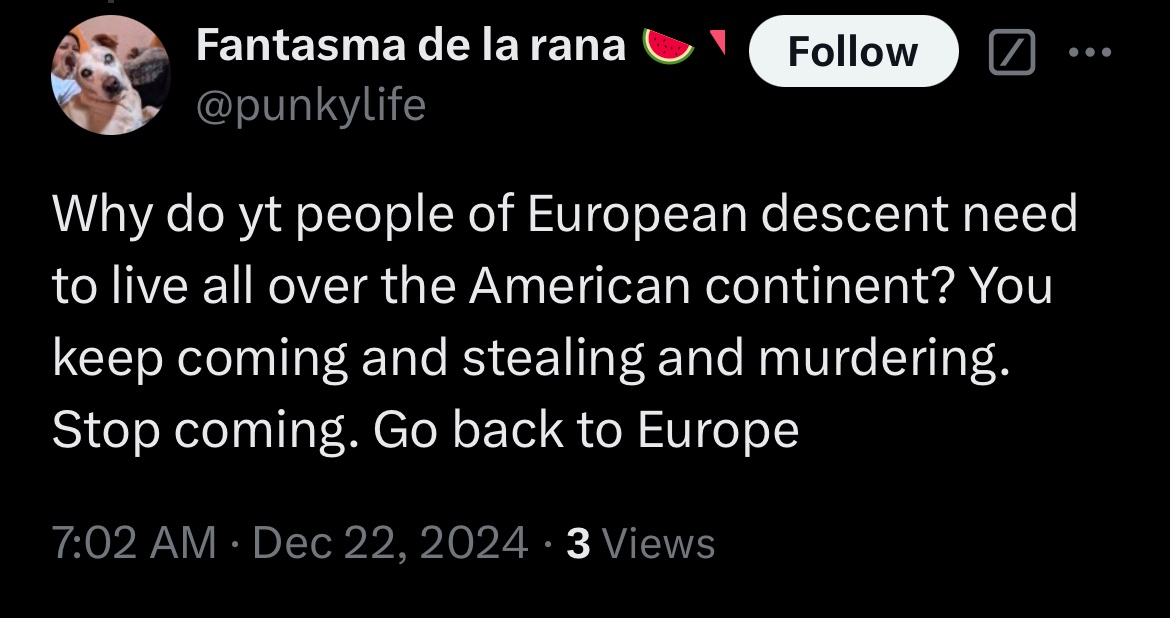 Fantasma de la rana 🍉🔻
Follow
@punkylife
Why do yt people of European descent need
to live all over the American continent? You
keep coming and stealing and murdering.
Stop coming. Go back to Europe
7:02 AM · Dec 22, 2024 · 3 Views